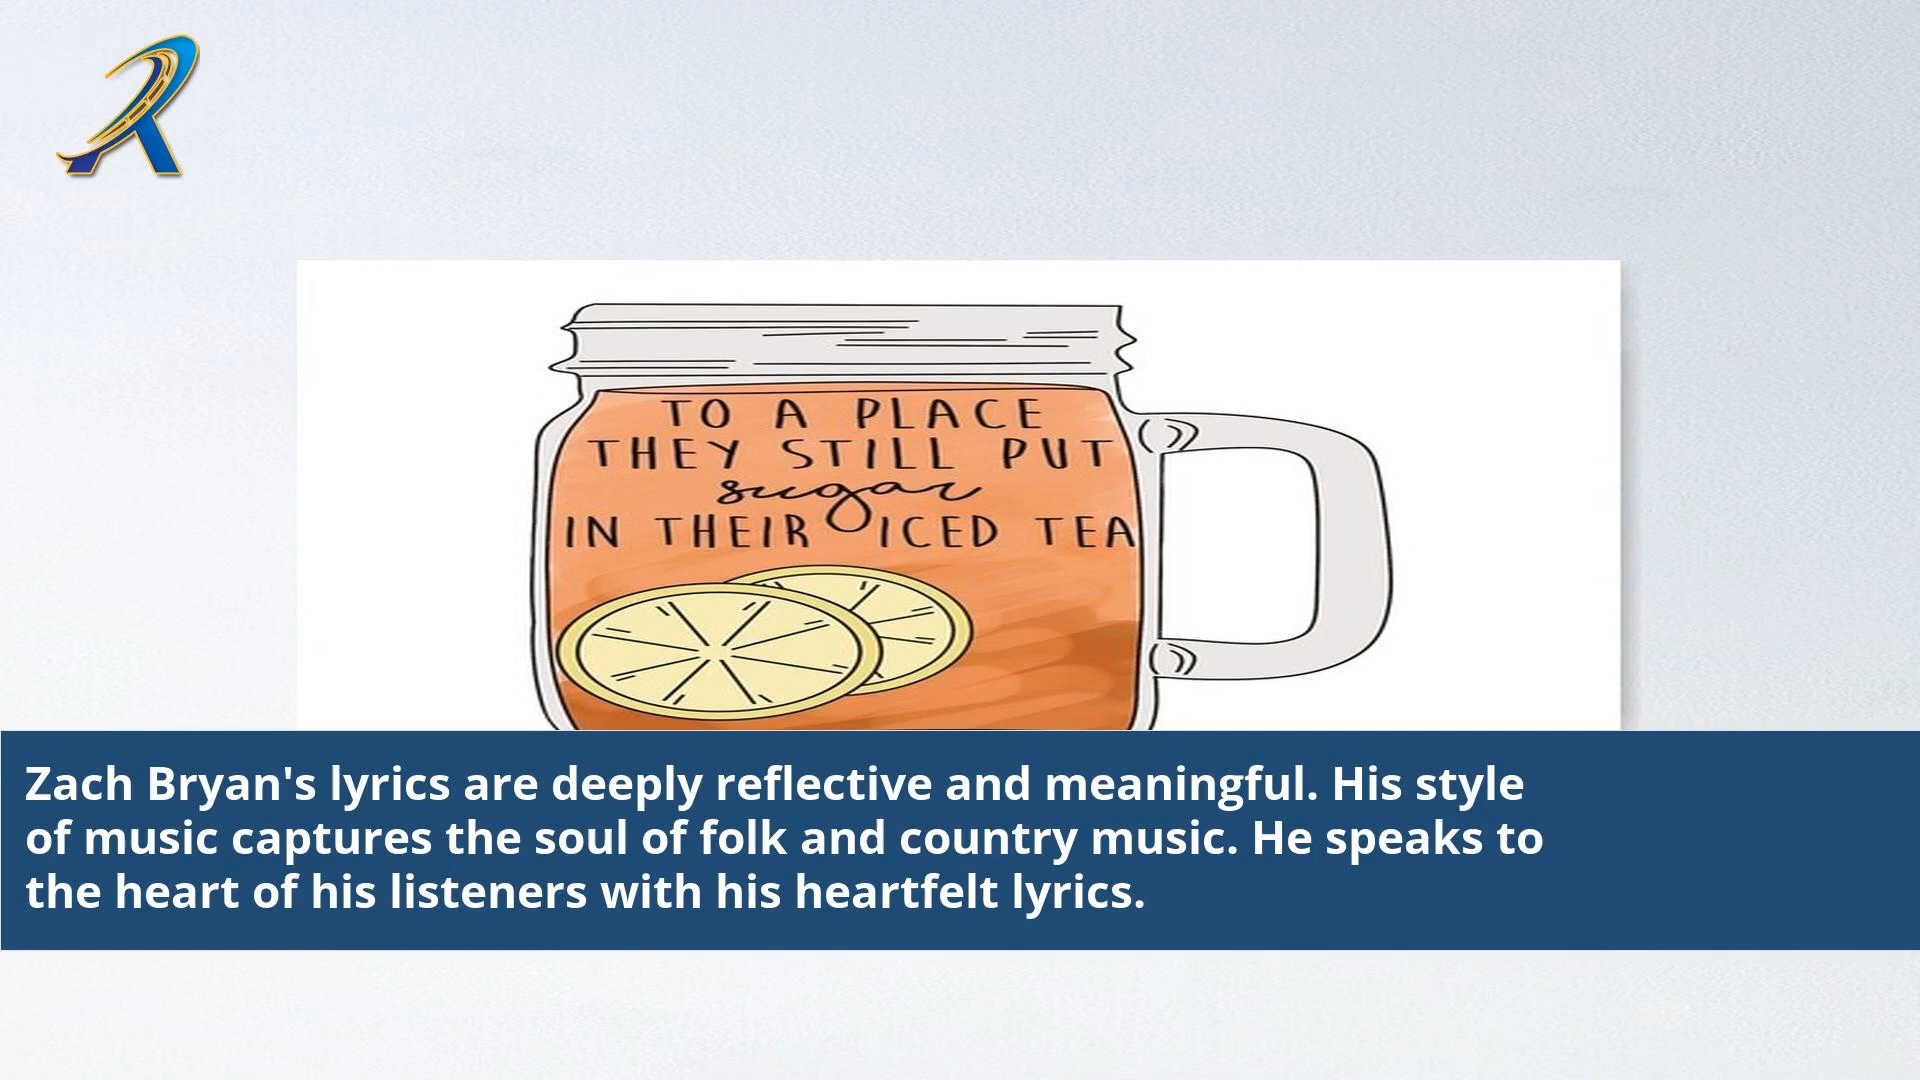 TO A PLACE
THEY STILL PUT
sugar
IN THEIR ICED TEA
Zach Bryan's lyrics are deeply reflective and meaningful. His style
of music captures the soul of folk and country music. He speaks to
the heart of his listeners with his heartfelt lyrics.